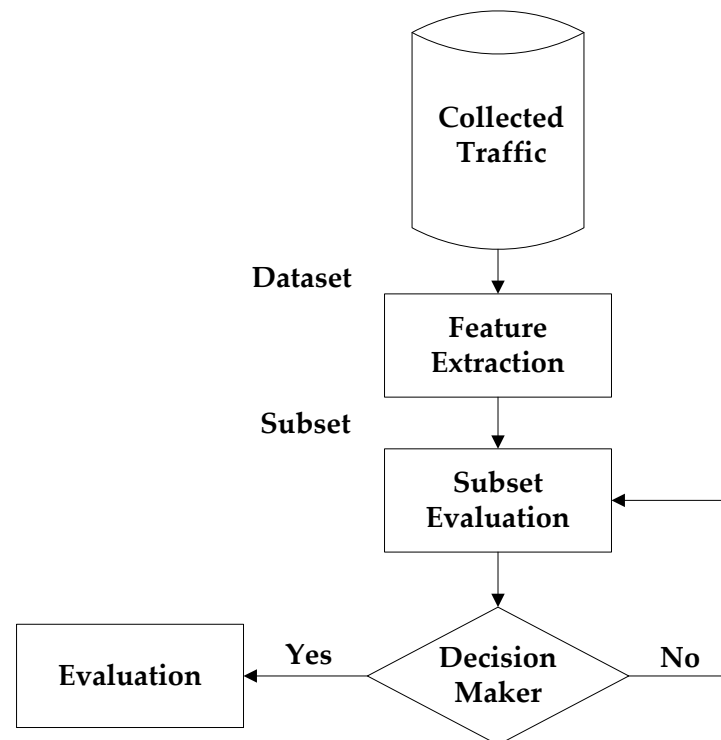 Collected
Traffic
Dataset
Feature
Extraction
Subset
Subset
Evaluation
Evaluation
Yes
Decision
Maker
No